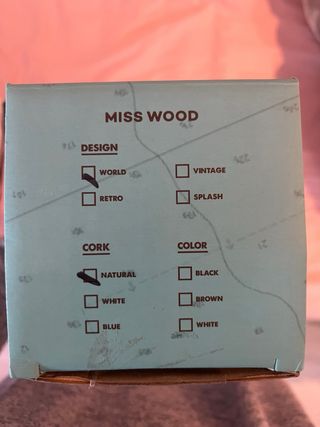 MISS WOOD
DESIGN
WORLD
VINTAGE
RETRO
SPLASH
CORK
COLOR
NATURAL
BLACK
WHITE
BROWN
BLUE
WHITE